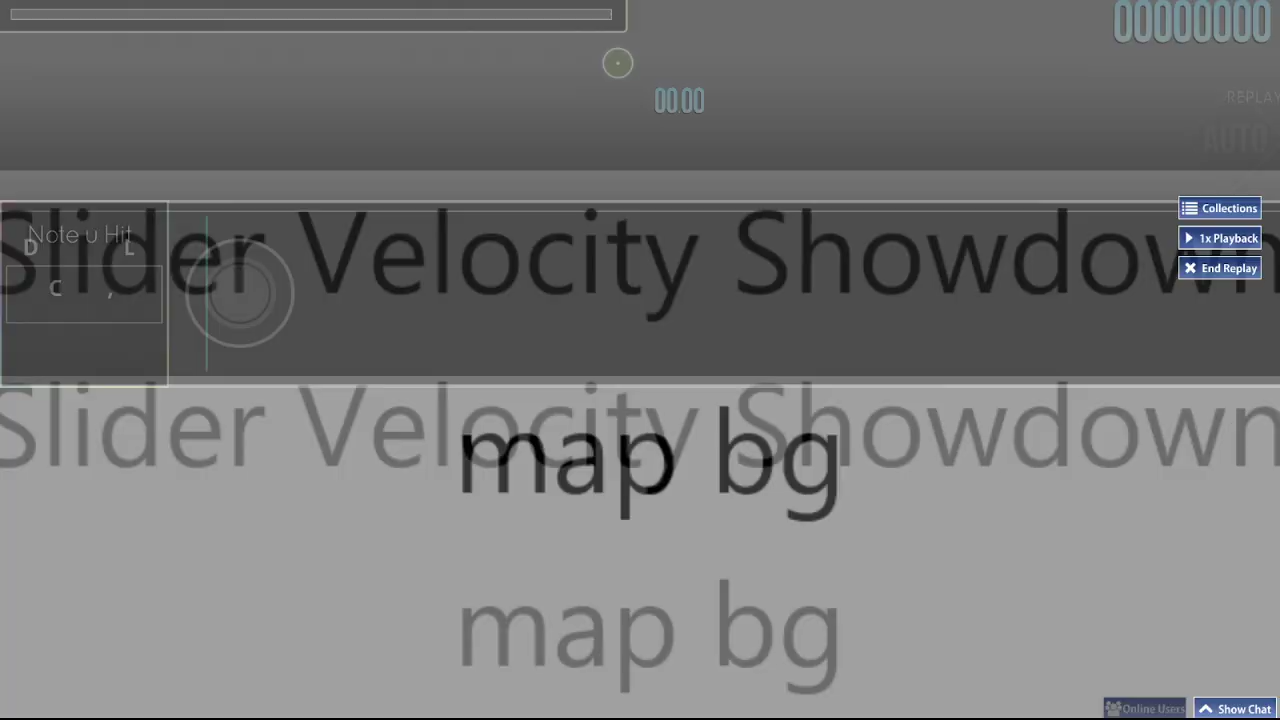 00000000
00.00
REPLAY
AUTO
Collections
Note u Hit
D L
Slider Velocity Showdown
1x Playback
End Replay
C ,
Slider Velocity Showdown
map bg
map bg
Online Users
Show Chat